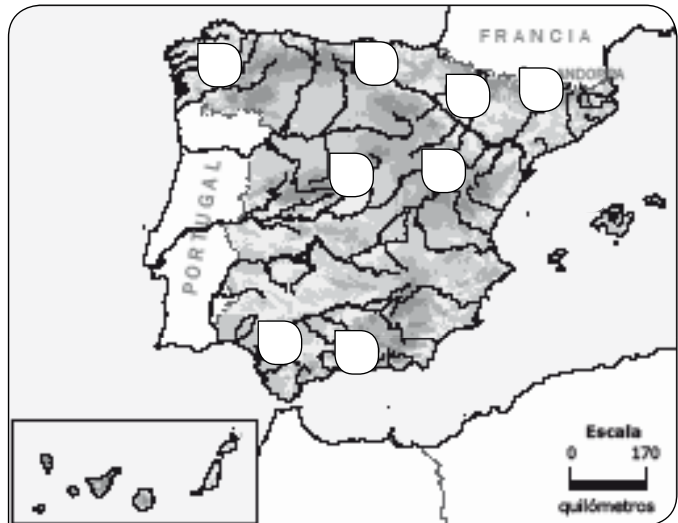 FRANCIA
ANDORRA
PORTUGAL
Escala
0 170
quilómetros